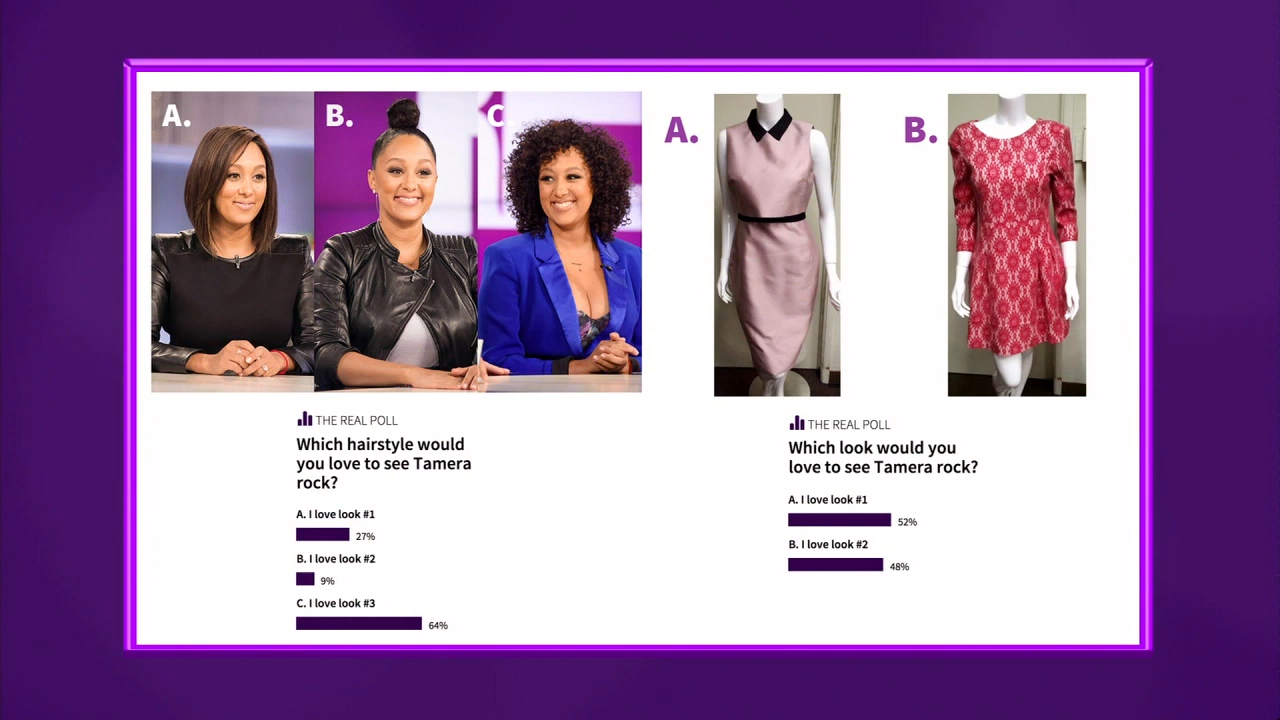 A.
B.
C.
THE REAL POLL
Which hairstyle would
you love to see Tamera
rock?
A. I love look #1
27%
B. I love look #2
9%
C. I love look #3
64%
A.
B.
THE REAL POLL
Which look would you
love to see Tamera rock?
A. I love look #1
52%
B. I love look #2
48%